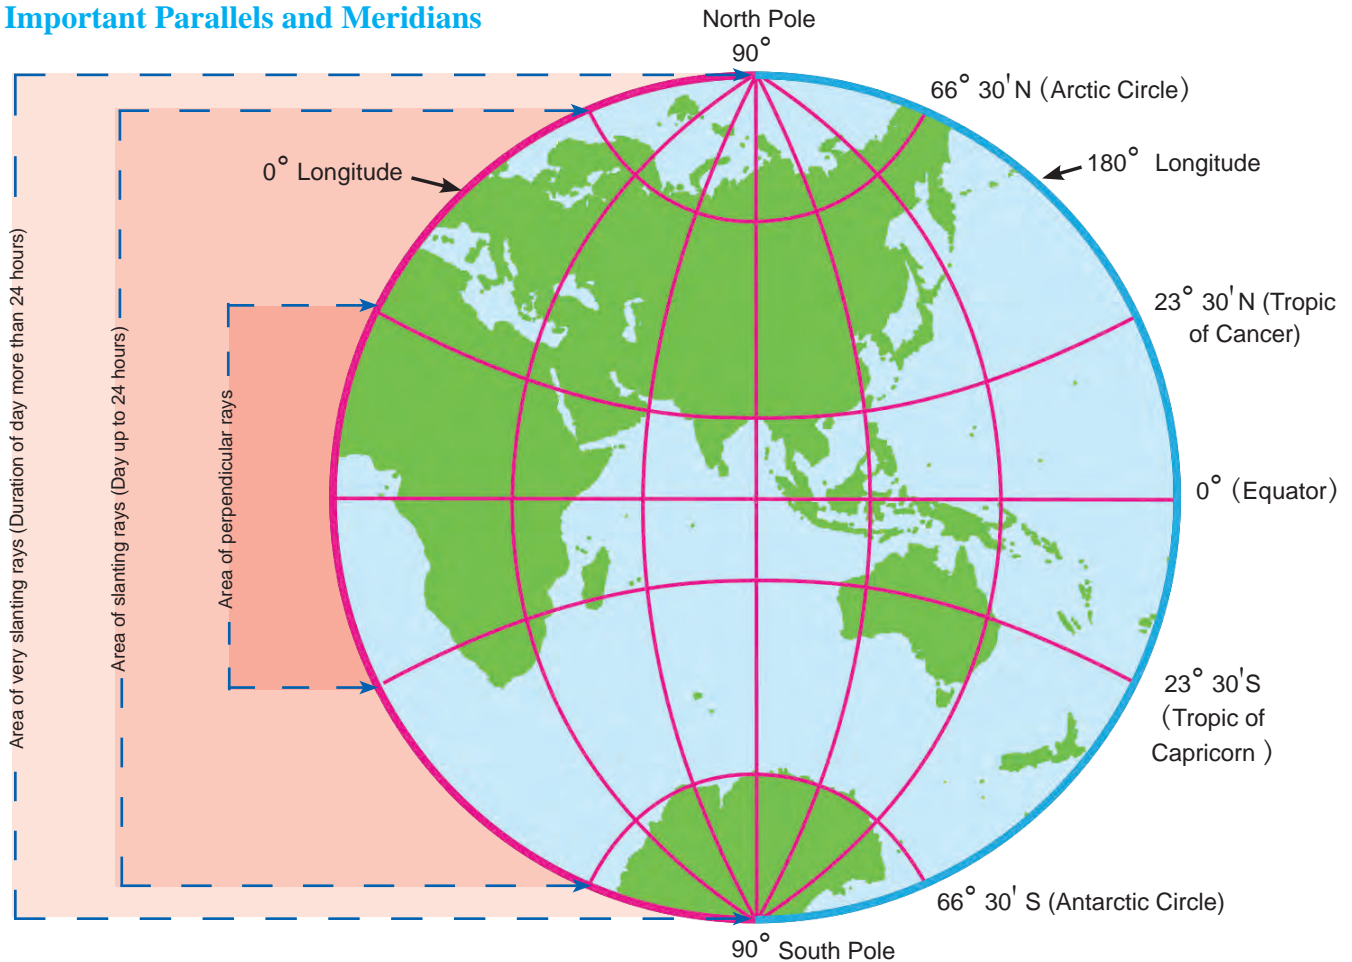 Important Parallels and Meridians
North Pole
90°
66° 30'N (Arctic Circle)
0° Longitude
180° Longitude
23° 30'N (Tropic
of Cancer)
Area of very slanting rays (Duration of day more than 24 hours)
Area of slanting rays (Day up to 24 hours)
Area of perpendicular rays
0° (Equator)
23° 30'S
(Tropic of
Capricorn )
66° 30' S (Antarctic Circle)
90° South Pole